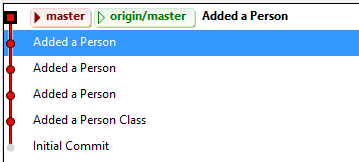 master origin/master Added a Person
Added a Person
Added a Person
Added a Person
Added a Person Class
Initial Commit